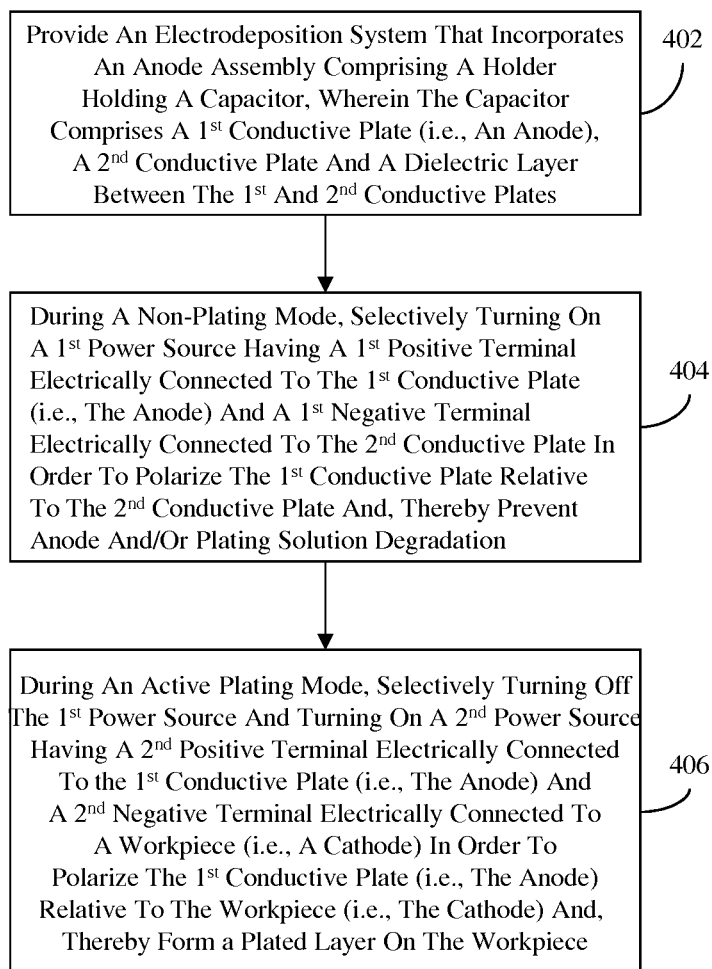 Provide An Electrodeposition System That Incorporates
An Anode Assembly Comprising A Holder
Holding A Capacitor, Wherein The Capacitor
Comprises A 1st Conductive Plate (i.e., An Anode),
A 2nd Conductive Plate And A Dielectric Layer
Between The 1st And 2nd Conductive Plates
402
During A Non-Plating Mode, Selectively Turning On
A 1st Power Source Having A 1st Positive Terminal
Electrically Connected To The 1st Conductive Plate
(i.e., The Anode) And A 1st Negative Terminal
Electrically Connected To The 2nd Conductive Plate In
Order To Polarize The 1st Conductive Plate Relative
To The 2nd Conductive Plate And, Thereby Prevent
Anode And/Or Plating Solution Degradation
404
During An Active Plating Mode, Selectively Turning Off
The 1st Power Source And Turning On A 2nd Power Source
Having A 2nd Positive Terminal Electrically Connected
To the 1st Conductive Plate (i.e., The Anode) And
A 2nd Negative Terminal Electrically Connected To
A Workpiece (i.e., A Cathode) In Order To
Polarize The 1st Conductive Plate (i.e., The Anode)
Relative To The Workpiece (i.e., The Cathode) And,
Thereby Form a Plated Layer On The Workpiece
406